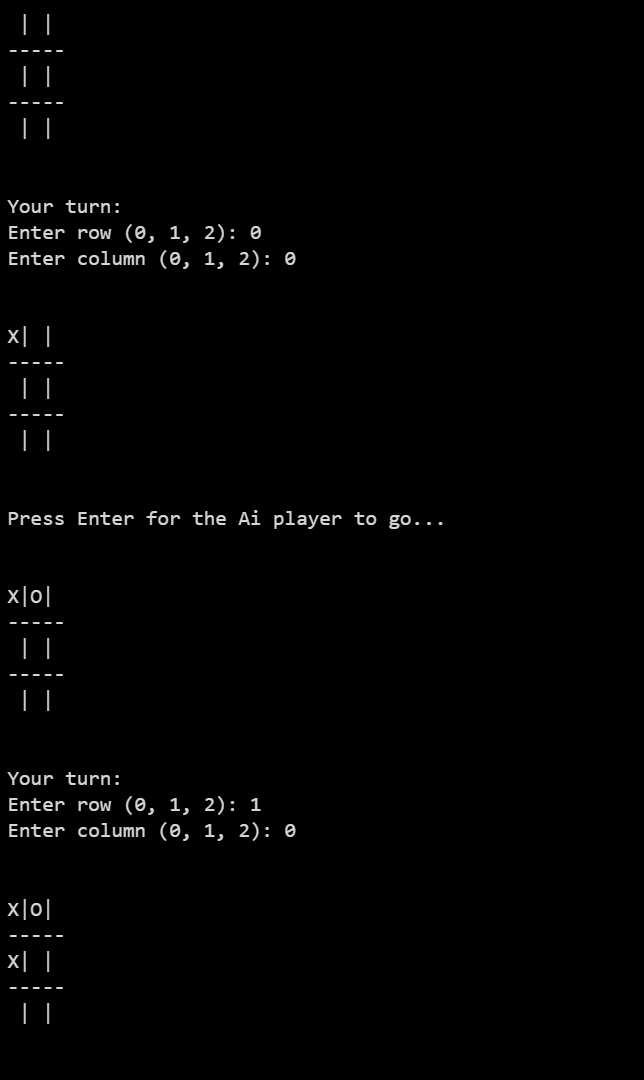 | |
-----
 | |
-----
 | |
Your turn:
Enter row (0, 1, 2): 0
Enter column (0, 1, 2): 0
X| |
-----
 | |
-----
 | |
Press Enter for the Ai player to go...
X|O|
-----
 | |
-----
 | |
Your turn:
Enter row (0, 1, 2): 1
Enter column (0, 1, 2): 0
X|O|
-----
X| |
-----
 | |